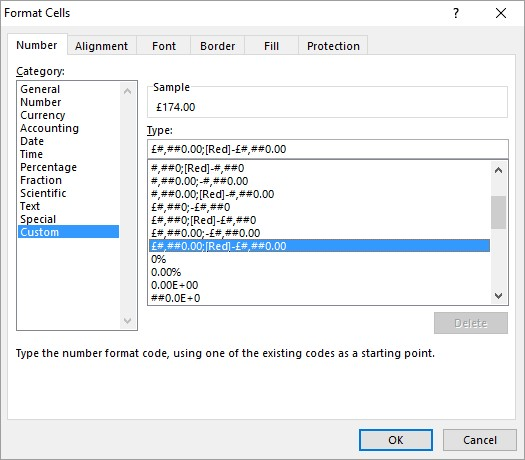 Format Cells
?
Number Alignment Font Border Fill Protection
Category:
General
Number
Currency
Accounting
Date
Time
Percentage
Fraction
Scientific
Text
Special
Custom
Sample
£174.00
Type:
£#,##0.00;[Red]-£#,##0.00
#,##0;[Red]-#,##0
#,##0.00;-#,##0.00
#,##0.00;[Red]-#,##0.00
£#,##0;-£#,##0
£#,##0;[Red]-£#,##0
£#,##0.00;-£#,##0.00
£#,##0.00;[Red]-£#,##0.00
0%
0.00%
0.00E+00
##0.0E+0
Delete
Type the number format code, using one of the existing codes as a starting point.
OK Cancel